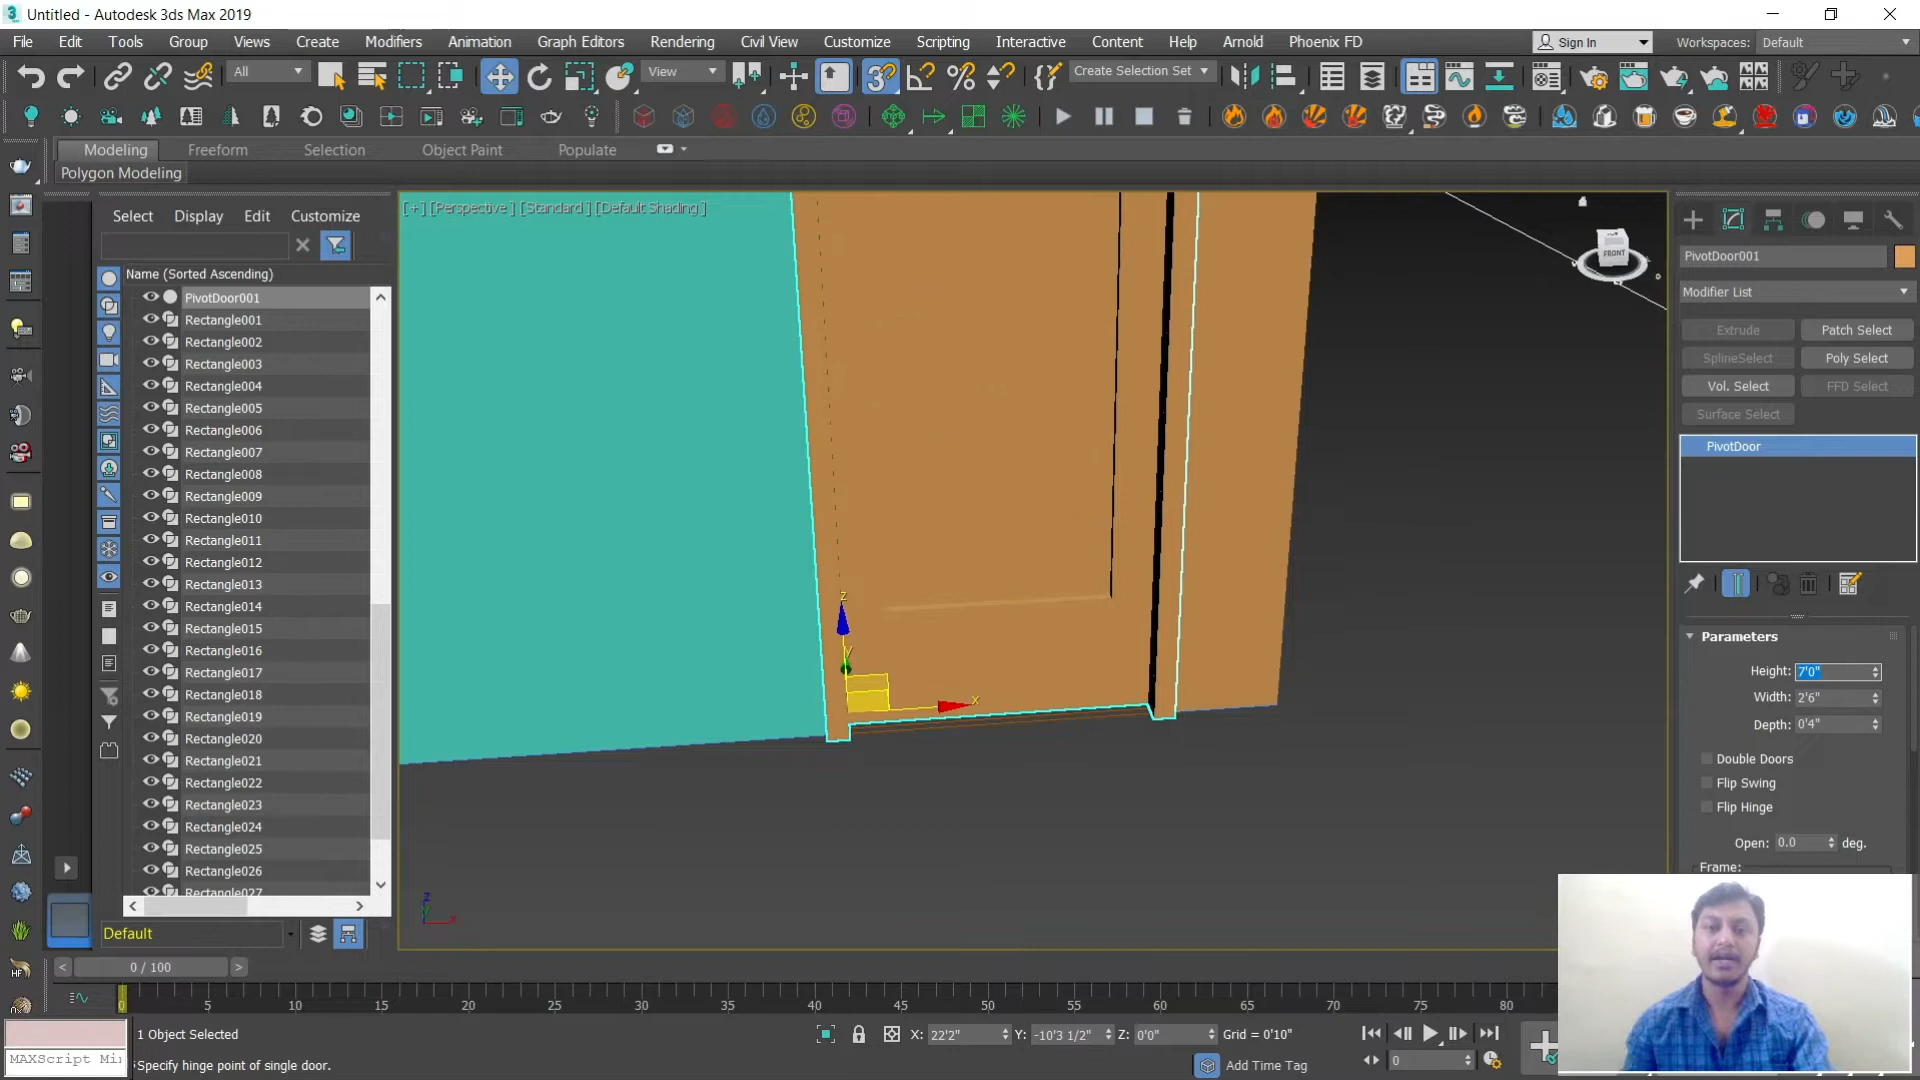 Untitled - Autodesk 3ds Max 2019
File Edit Tools Group Views Create Modifiers Animation Graph Editors Rendering Civil View Customize Scripting Interactive Content Help Arnold Phoenix FD Sign In Workspaces: Default
All View Create Selection Set
Modeling Freeform Selection Object Paint Populate
Polygon Modeling
Select Display Edit Customize
Name (Sorted Ascending)
PivotDoor001
Rectangle001
Rectangle002
Rectangle003
Rectangle004
Rectangle005
Rectangle006
Rectangle007
Rectangle008
Rectangle009
Rectangle010
Rectangle011
Rectangle012
Rectangle013
Rectangle014
Rectangle015
Rectangle016
Rectangle017
Rectangle018
Rectangle019
Rectangle020
Rectangle021
Rectangle022
Rectangle023
Rectangle024
Rectangle025
Rectangle026
Rectangle027
Default
[+] [Perspective ] [Standard ] [Default Shading ]
FRONT
z
y
x
z
x
PivotDoor001
Modifier List
Extrude Patch Select
SplineSelect Poly Select
Vol. Select FFD Select
Surface Select
PivotDoor
Parameters
Height: 7'0"
Width: 2'6"
Depth: 0'4"
Double Doors
Flip Swing
Flip Hinge
Open: 0.0 deg.
Frame:
< 0 / 100 >
0 5 10 15 20 25 30 35 40 45 50 55 60 65 70 75 80
1 Object Selected X: 22'2" Y: -10'3 1/2" Z: 0'0" Grid = 0'10"
MAXScript Mi
Specify hinge point of single door. Add Time Tag 0